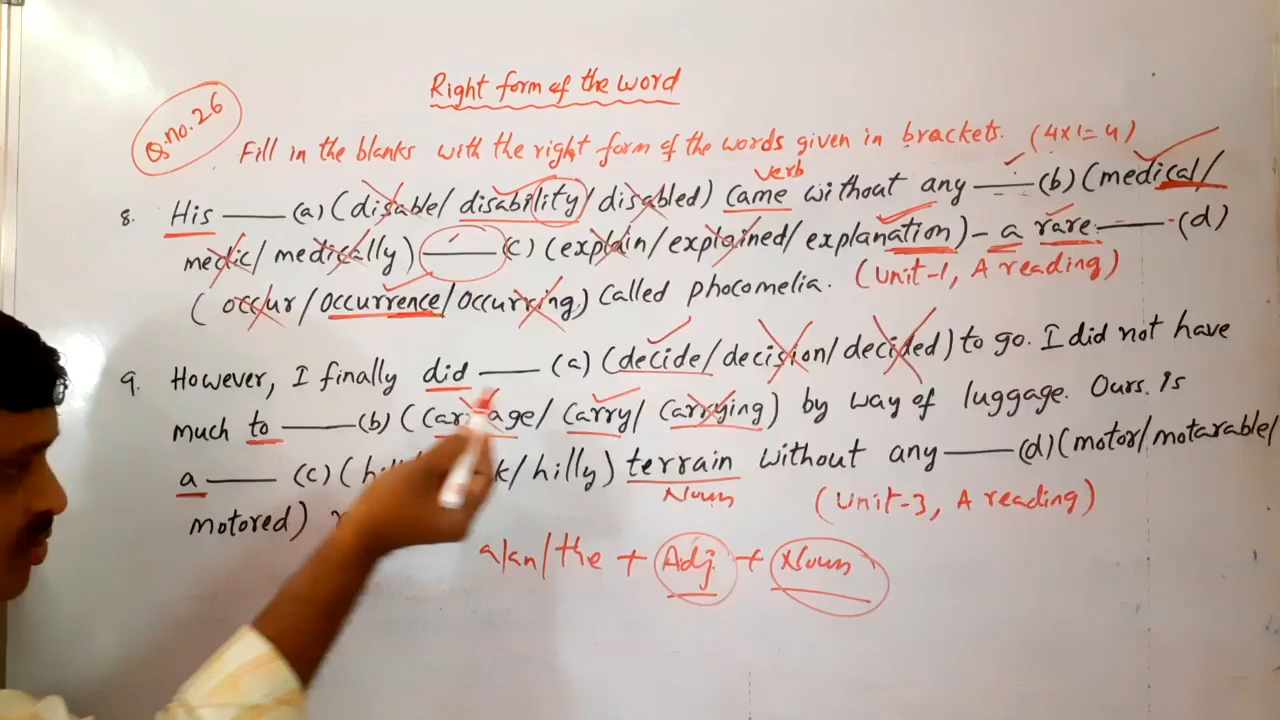 Right form of the word
Q.no.26
Fill in the blanks with the right form of the words given in brackets. (4x1=4)
verb
8. His ___ (a) (disable/ disability/ disabled) came without any ___ (b) (medical/
medic/ medically) ___ (c) (explain/ explained/ explanation) - a rare ___ (d)
(occur/ occurrence/ occurring) called phocomelia. (Unit-1, A reading)
9. However, I finally did ___ (a) (decide/ decision/ decided) to go. I did not have
much to ___ (b) (carriage/ carry/ carrying) by way of luggage. Ours. is
a ___ (c) ( /hilly) terrain without any ___ (d) (motor/ motarable/
Noun (Unit-3, A reading)
motored)
a/an/the + Adj. + Noun